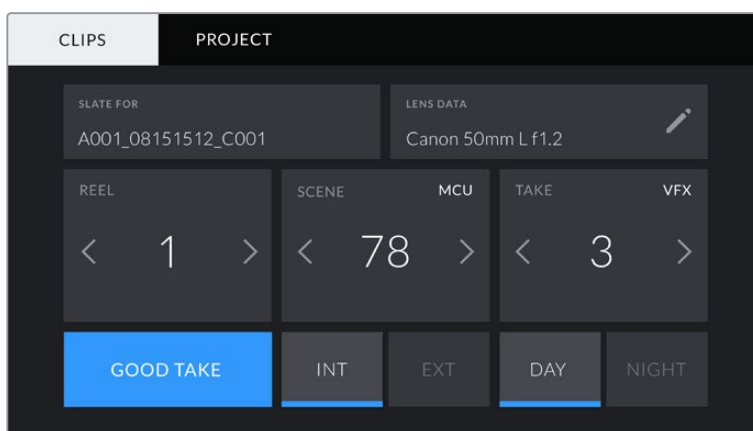 CLIPS PROJECT
SLATE FOR LENS DATA
A001_08151512_C001 Canon 50mm L f1.2
REEL SCENE MCU TAKE VFX
< 1 > < 78 > < 3 >
GOOD TAKE INT EXT DAY NIGHT